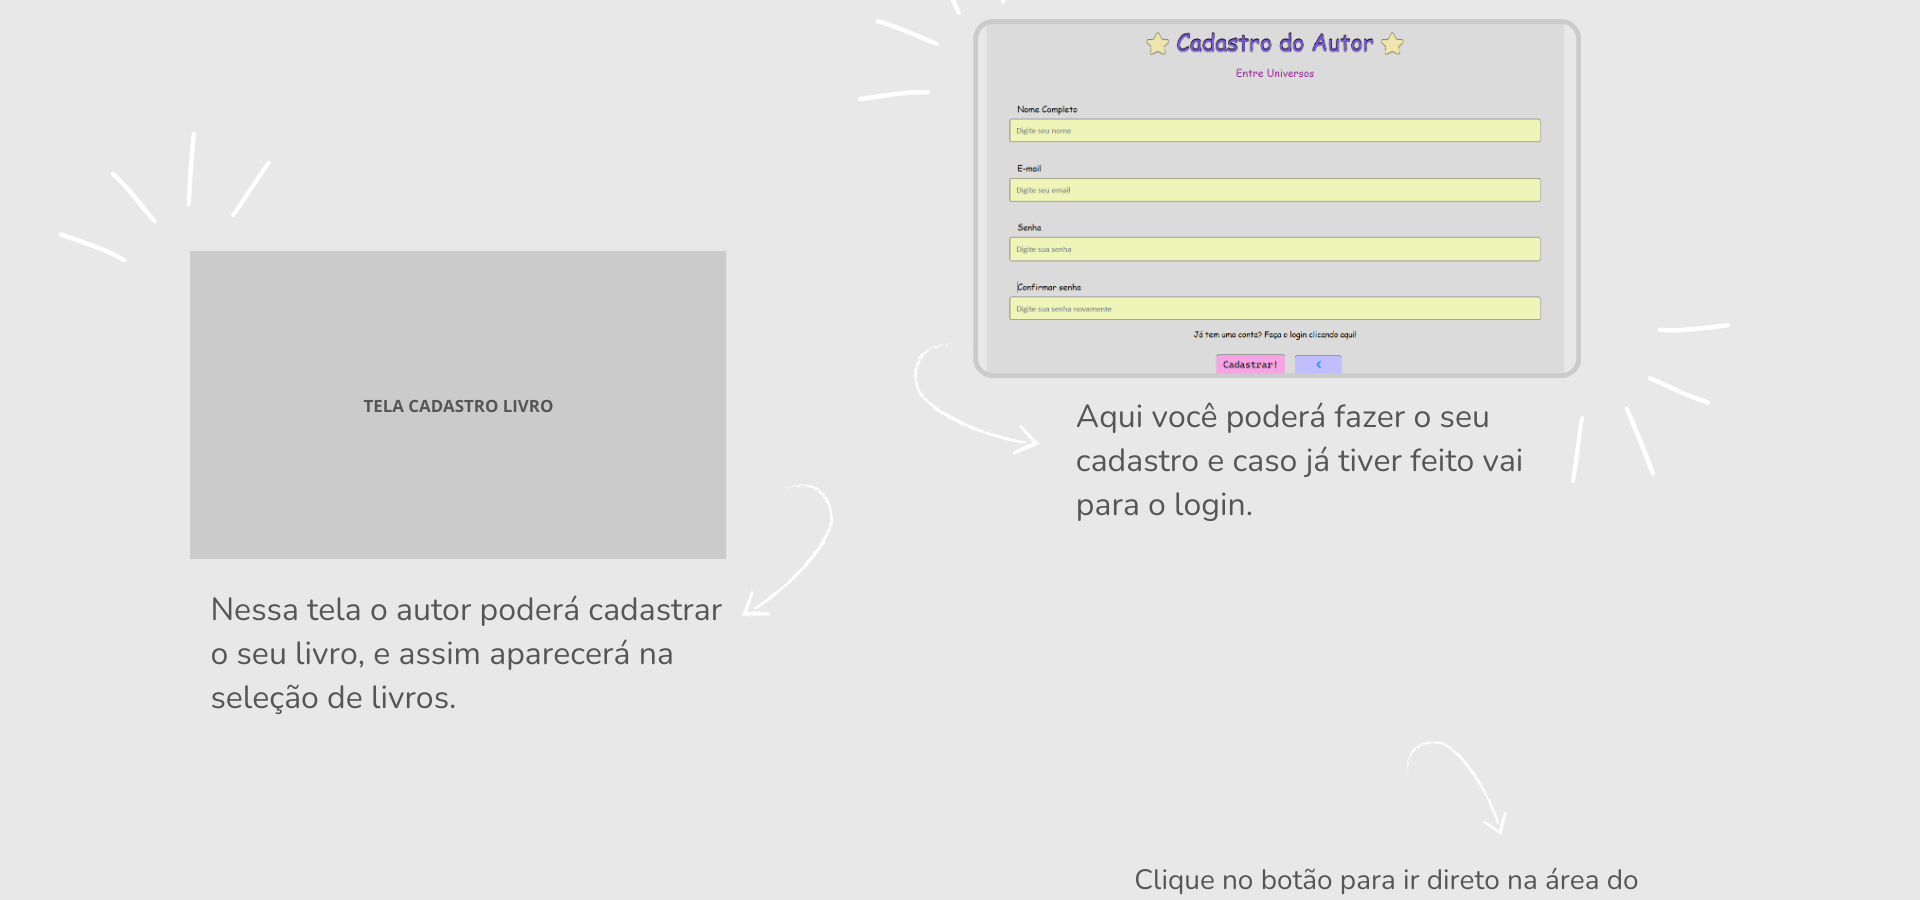 Cadastro do Autor
Entre Universos
Nome Completo
Digite seu nome
E-mail
Digite seu email
Senha
Digite sua senha
Confirmar senha
Digite sua senha novamente
Já tem uma conta? Faça o login clicando aqui!
Cadastrar! <
Aqui você poderá fazer o seu
cadastro e caso já tiver feito vai
para o login.
TELA CADASTRO LIVRO
Nessa tela o autor poderá cadastrar
o seu livro, e assim aparecerá na
seleção de livros.
Clique no botão para ir direto na área do